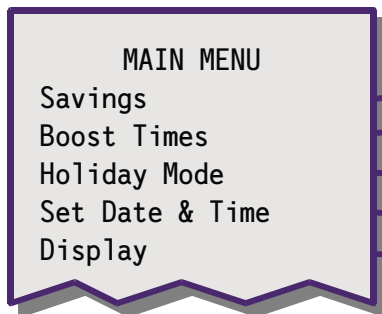 MAIN MENU
Savings
Boost Times
Holiday Mode
Set Date & Time
Display